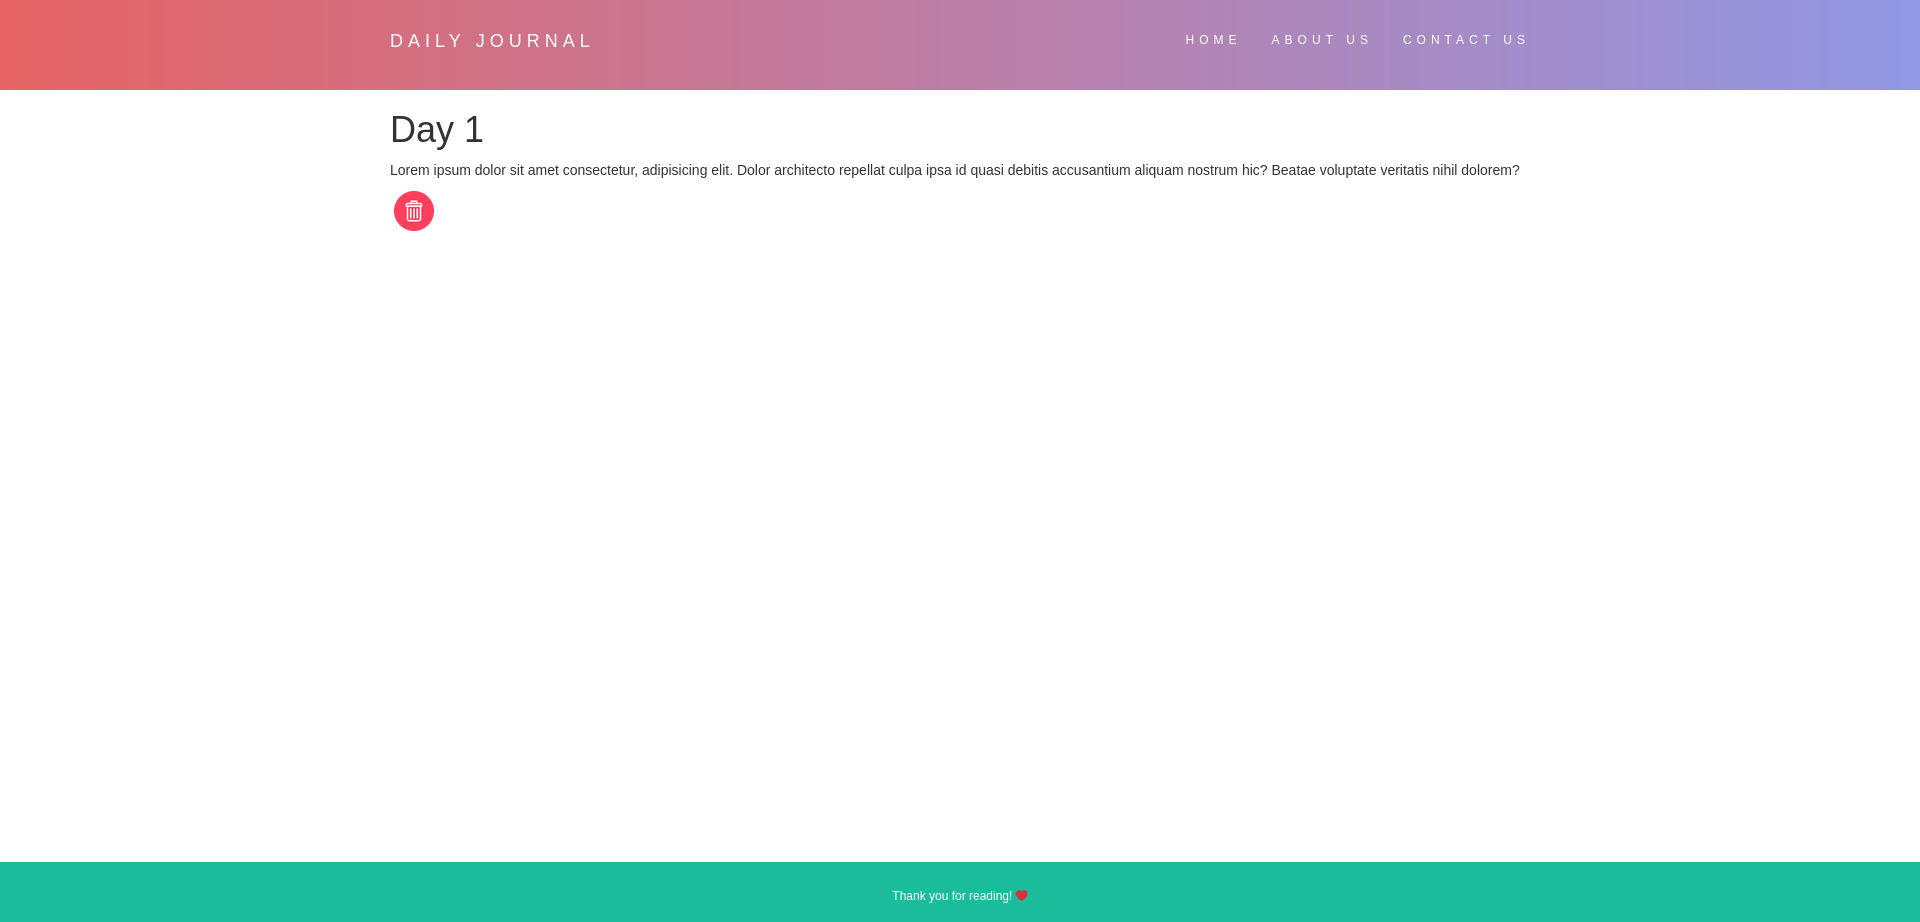 DAILY JOURNAL
HOME ABOUT US CONTACT US
Day 1
Lorem ipsum dolor sit amet consectetur, adipisicing elit. Dolor architecto repellat culpa ipsa id quasi debitis accusantium aliquam nostrum hic? Beatae voluptate veritatis nihil dolorem?
Thank you for reading!